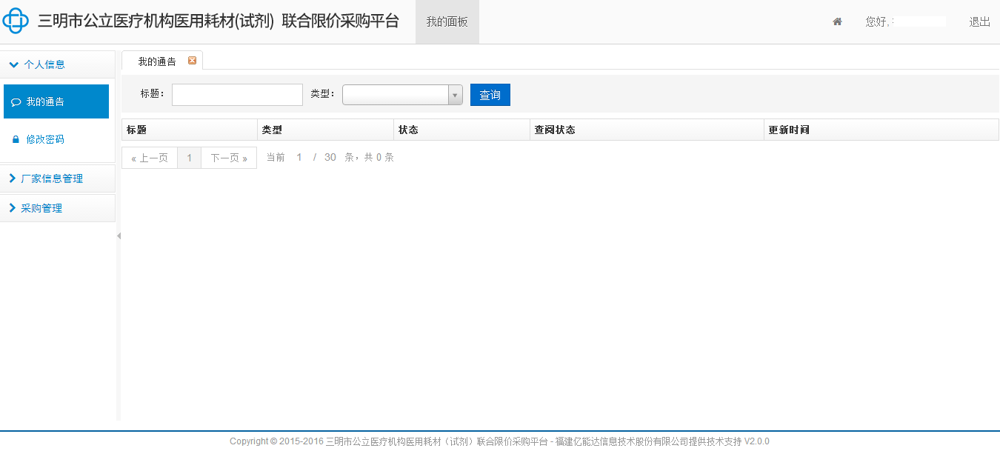 三明市公立医疗机构医用耗材(试剂) 联合限价采购平台 我的面板 您好, 退出
个人信息
我的通告
修改密码
厂家信息管理
采购管理
我的通告
标题： 类型： 查询
标题 类型 状态 查阅状态 更新时间
« 上一页 1 下一页 » 当前 1 / 30 条，共 0 条
Copyright © 2015-2016 三明市公立医疗机构医用耗材（试剂）联合限价采购平台 - 福建亿能达信息技术股份有限公司提供技术支持 V2.0.0